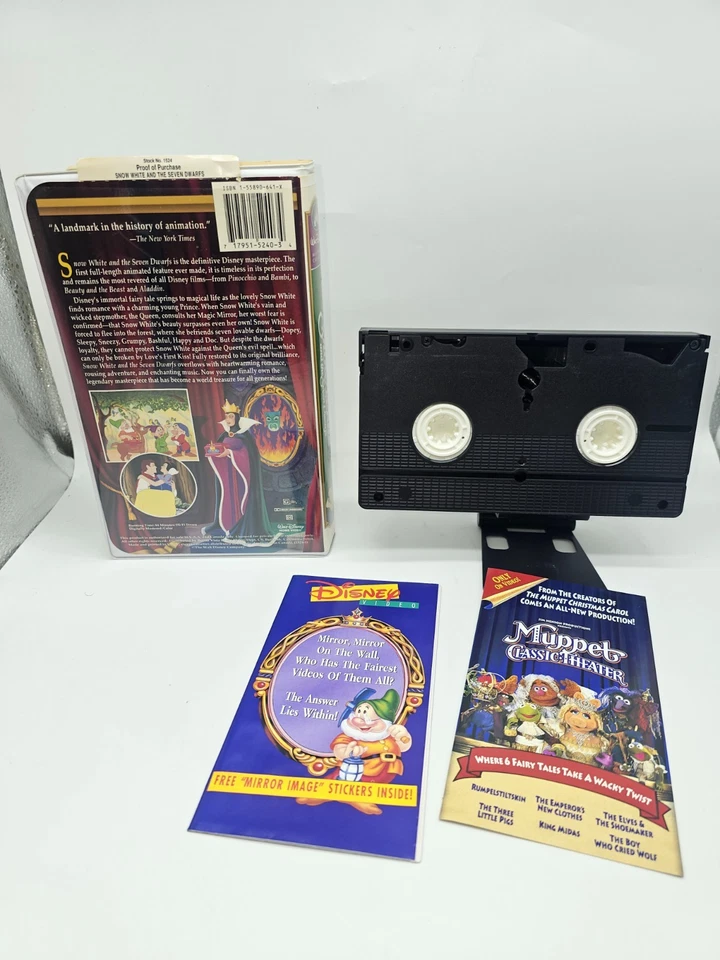 Stock No. 1524
Proof of Purchase
SNOW WHITE AND THE SEVEN DWARFS
ISBN 1-55890-641-X
7 17951-5240-3 4
"A landmark in the history of animation."
—The New York Times
Snow White and the Seven Dwarfs is the definitive Disney masterpiece. The
first full-length animated feature ever made, it is timeless in its perfection
and remains the most revered of all Disney films—from Pinocchio and Bambi, to
Beauty and the Beast and Aladdin.
Disney's immortal fairy tale springs to magical life as the lovely Snow White
finds romance with a charming young Prince. When Snow White's vain and
wicked stepmother, the Queen, consults her Magic Mirror, her worst fear is
confirmed—that Snow White's beauty surpasses even her own! Snow White is
forced to flee into the forest, where she befriends seven lovable dwarfs—Dopey,
Sleepy, Sneezy, Grumpy, Bashful, Happy and Doc. But despite the dwarfs'
loyalty, they cannot protect Snow White against the Queen's evil spell...which
can only be broken by Love's First Kiss! Fully restored to its original brilliance,
Snow White and the Seven Dwarfs overflows with heartwarming romance,
rousing adventure, and enchanting music. Now you can finally own the
legendary masterpiece that has become a world treasure for all generations!
Disney
VIDEO
Mirror, Mirror
On The Wall,
Who Has The Fairest
Videos Of Them All?
The Answer
Lies Within!
FREE "MIRROR IMAGE" STICKERS INSIDE!
ONLY
ON VIDEO!
FROM THE CREATORS OF
THE MUPPET CHRISTMAS CAROL
COMES AN ALL-NEW PRODUCTION!
JIM HENSON PRODUCTIONS
Muppet
CLASSIC THEATER
WHERE 6 FAIRY TALES TAKE A WACKY TWIST
RUMPELSTILTSKIN
THE EMPEROR'S
NEW CLOTHES
THE ELVES &
THE SHOEMAKER
THE THREE
LITTLE PIGS
KING MIDAS
THE BOY
WHO CRIED WOLF